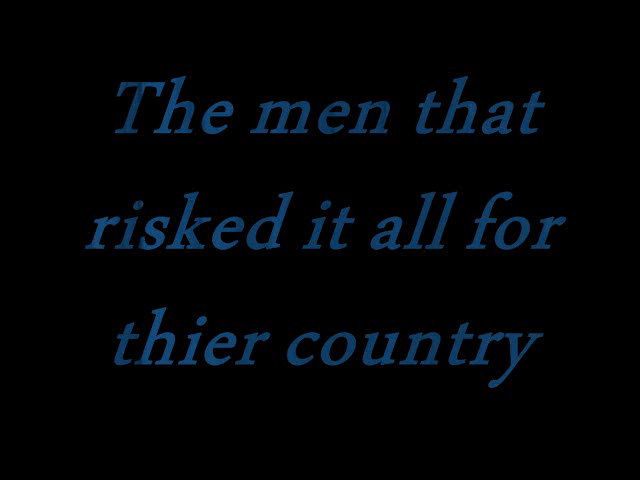 The men that
risked it all for
thier country